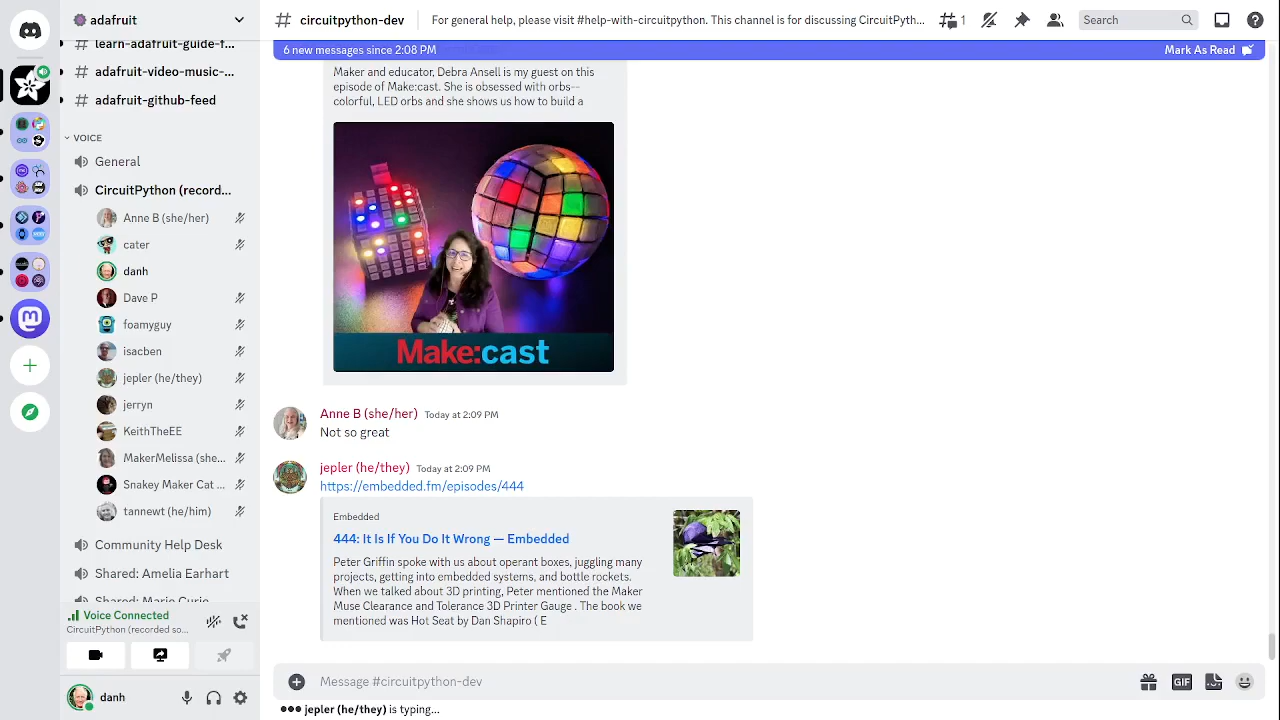 adafruit
# circuitpython-dev
For general help, please visit #help-with-circuitpython. This channel is for discussing CircuitPyth...
1
Search
6 new messages since 2:08 PM
Mark As Read
# learn-adafruit-guide-f...
# adafruit-video-music-...
# adafruit-github-feed
VOICE
General
CircuitPython (record...
Anne B (she/her)
cater
danh
Dave P
foamyguy
isacben
jepler (he/they)
jerryn
KeithTheEE
MakerMelissa (she...
Snakey Maker Cat ...
tannewt (he/him)
Community Help Desk
Shared: Amelia Earhart
Shared: Marie Curie
Voice Connected
CircuitPython (recorded so...
danh
Maker and educator, Debra Ansell is my guest on this
episode of Make:cast. She is obsessed with orbs--
colorful, LED orbs and she shows us how to build a
Make:cast
Anne B (she/her) Today at 2:09 PM
Not so great
jepler (he/they) Today at 2:09 PM
https://embedded.fm/episodes/444
Embedded
444: It Is If You Do It Wrong — Embedded
Peter Griffin spoke with us about operant boxes, juggling many
projects, getting into embedded systems, and bottle rockets.
When we talked about 3D printing, Peter mentioned the Maker
Muse Clearance and Tolerance 3D Printer Gauge . The book we
mentioned was Hot Seat by Dan Shapiro ( E
Message #circuitpython-dev
GIF
jepler (he/they) is typing...